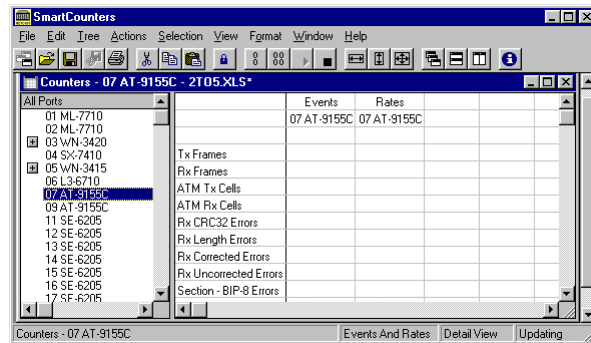 SmartCounters
File Edit Tree Actions Selection View Format Window Help
Counters - 07 AT-9155C - 2TO5.XLS*
All Ports
01 ML-7710
02 ML-7710
03 WN-3420
04 SX-7410
05 WN-3415
06 L3-6710
07 AT-9155C
09 AT-9155C
11 SE-6205
12 SE-6205
13 SE-6205
14 SE-6205
15 SE-6205
16 SE-6205
17 SE-6205
Events Rates
07 AT-9155C 07 AT-9155C
Tx Frames
Rx Frames
ATM Tx Cells
ATM Rx Cells
Rx CRC32 Errors
Rx Length Errors
Rx Corrected Errors
Rx Uncorrected Errors
Section - BIP-8 Errors
Counters - 07 AT-9155C Events And Rates Detail View Updating